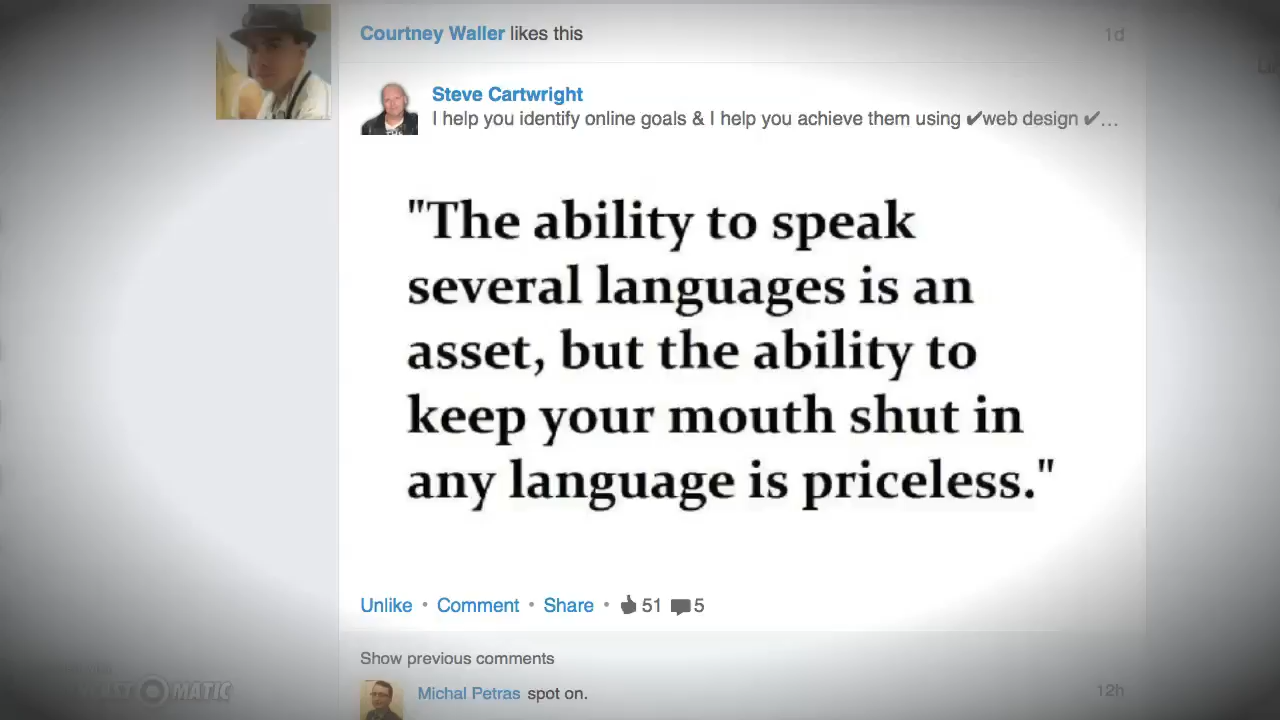 Courtney Waller likes this
1d
Steve Cartwright
I help you identify online goals & I help you achieve them using ✔web design ✔...
"The ability to speak
several languages is an
asset, but the ability to
keep your mouth shut in
any language is priceless."
Unlike • Comment • Share • 51 5
Show previous comments
Michal Petras spot on.
12h